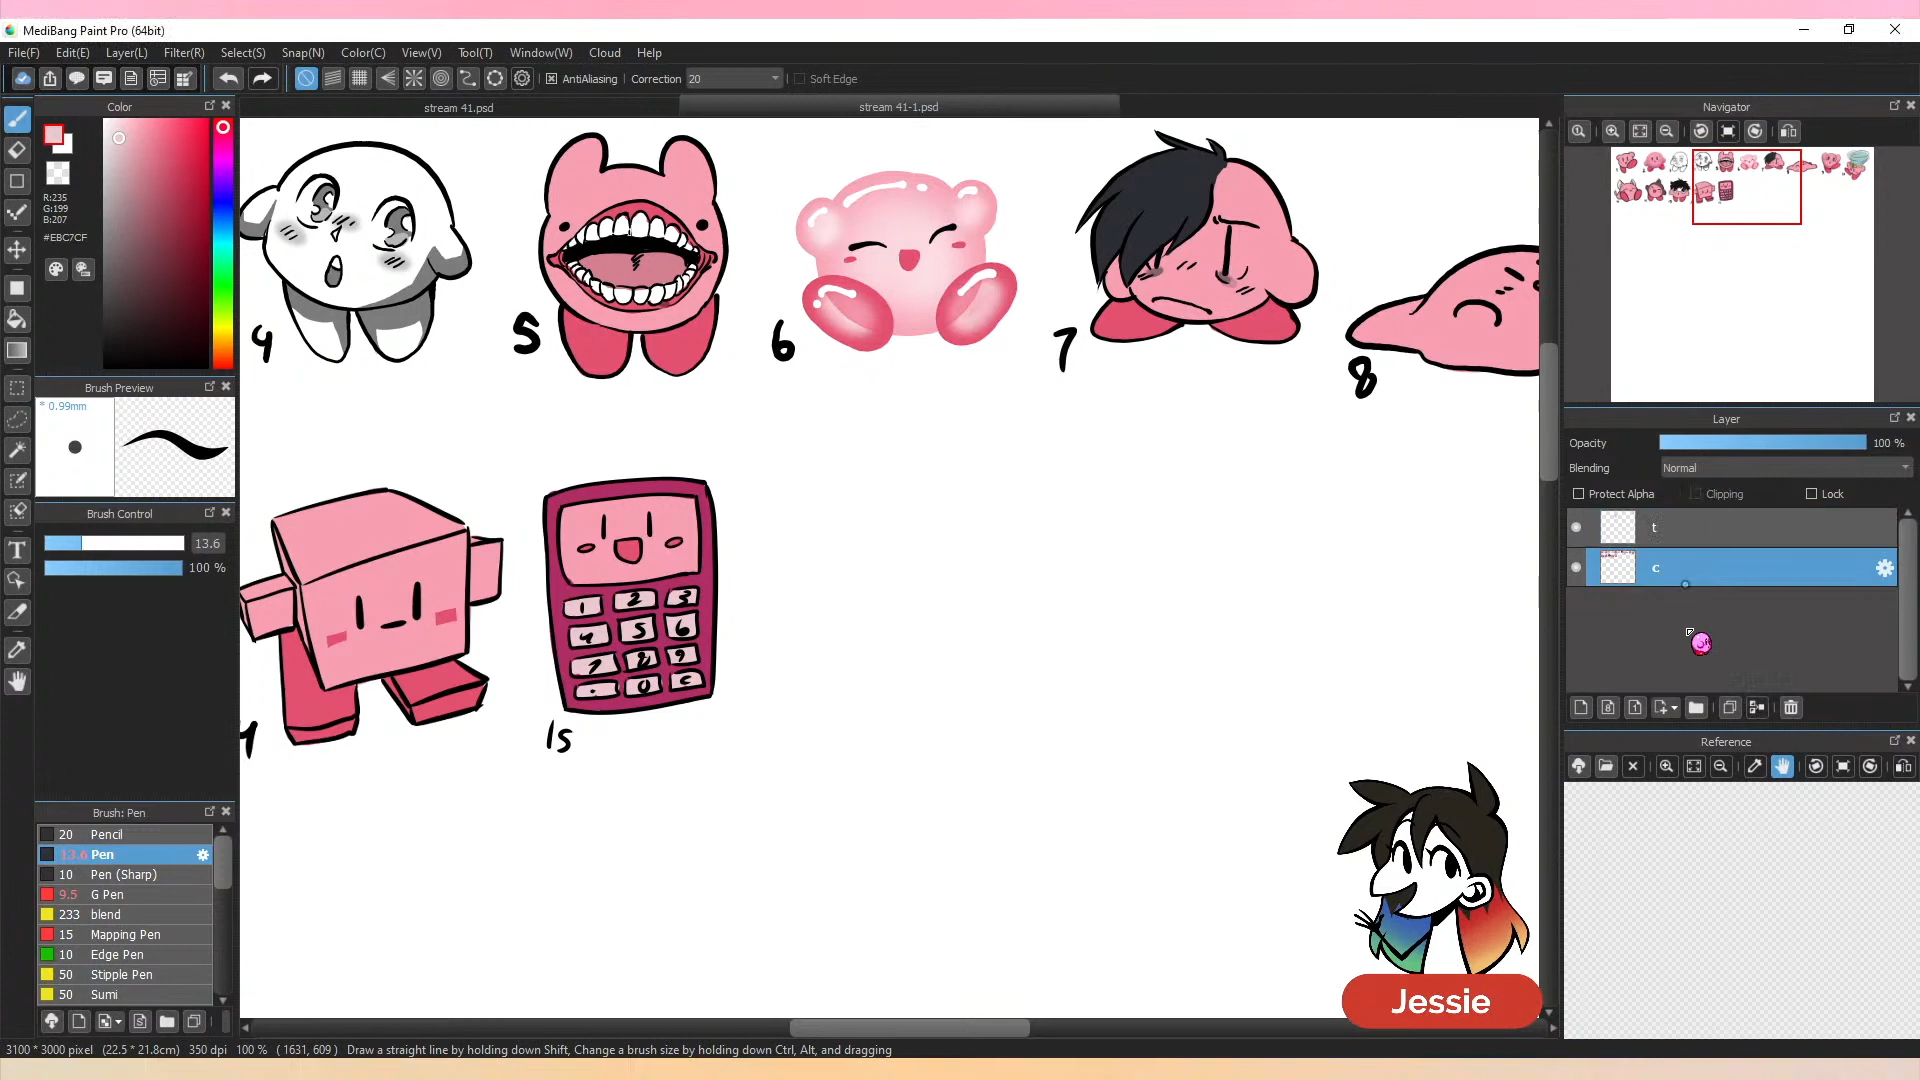 MediBang Paint Pro (64bit)
File(F) Edit(E) Layer(L) Filter(R) Select(S) Snap(N) Color(C) View(V) Tool(T) Window(W) Cloud Help
AntiAliasing Correction 20 Soft Edge
Color
stream 41.psd
stream 41-1.psd
Navigator
R:235
G:199
B:207
#EBC7CF
Brush Preview
* 0.99mm
Brush Control
13.6
100 %
4
5
6
7
8
Layer
Opacity 100 %
Blending Normal
Protect Alpha Clipping Lock
t
c
1 2 3
4 5 6
7 8 9
. 0 C
15
Reference
Brush: Pen
20 Pencil
13.6 Pen
10 Pen (Sharp)
9.5 G Pen
233 blend
15 Mapping Pen
10 Edge Pen
50 Stipple Pen
50 Sumi
Jessie
3100 * 3000 pixel (22.5 * 21.8cm) 350 dpi 100 % ( 1631, 609 ) Draw a straight line by holding down Shift, Change a brush size by holding down Ctrl, Alt, and dragging